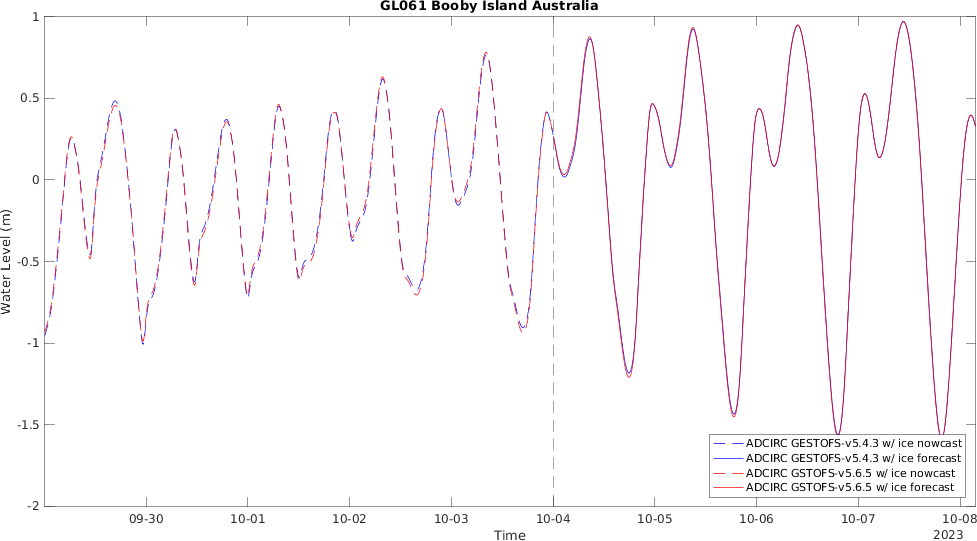 GL061 Booby Island Australia
1
0.5
0
-0.5
-1
-1.5
-2
Water Level (m)
ADCIRC GESTOFS-v5.4.3 w/ ice nowcast
ADCIRC GESTOFS-v5.4.3 w/ ice forecast
ADCIRC GSTOFS-v5.6.5 w/ ice nowcast
ADCIRC GSTOFS-v5.6.5 w/ ice forecast
09-30 10-01 10-02 10-03 10-04 10-05 10-06 10-07 10-08
Time
2023